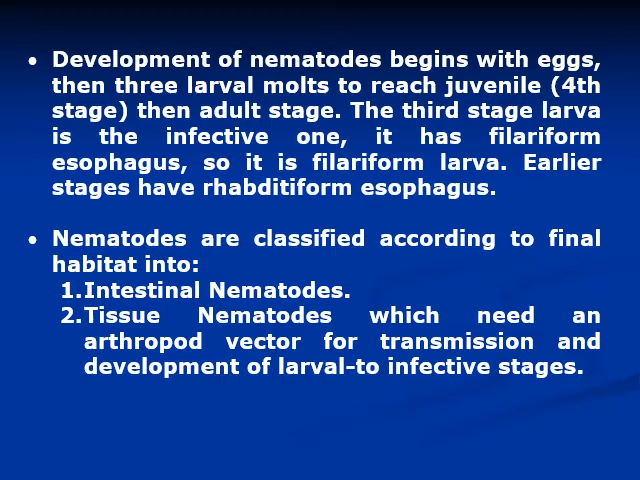 • Development of nematodes begins with eggs,
then three larval molts to reach juvenile (4th
stage) then adult stage. The third stage larva
is the infective one, it has filariform
esophagus, so it is filariform larva. Earlier
stages have rhabditiform esophagus.
• Nematodes are classified according to final
habitat into:
1.Intestinal Nematodes.
2.Tissue Nematodes which need an
arthropod vector for transmission and
development of larval-to infective stages.